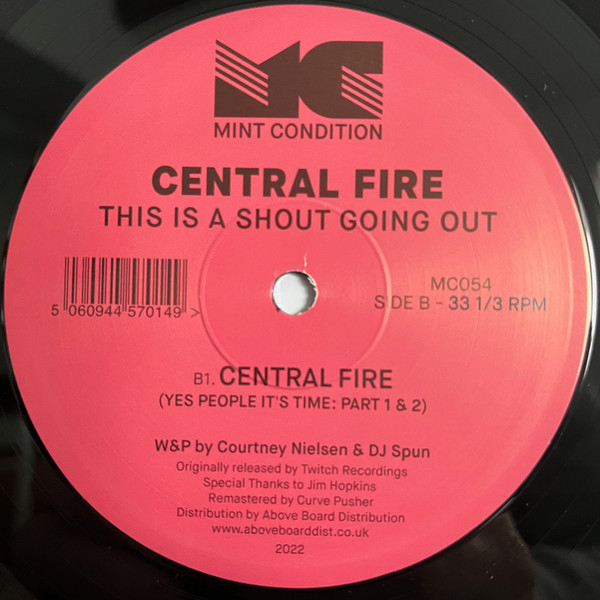 MC
MINT CONDITION
CENTRAL FIRE
THIS IS A SHOUT GOING OUT
5 060944 570149 >
MC054
SIDE B - 33 1/3 RPM
B1. CENTRAL FIRE
(YES PEOPLE IT'S TIME: PART 1 & 2)
W&P by Courtney Nielsen & DJ Spun
Originally released by Twitch Recordings
Special Thanks to Jim Hopkins
Remastered by Curve Pusher
Distribution by Above Board Distribution
www.aboveboarddist.co.uk
2022